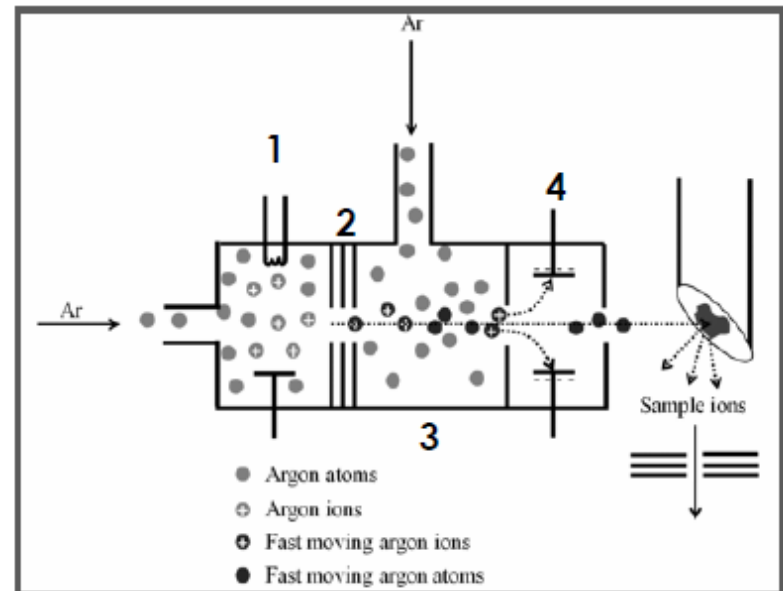 Ar
1
2
4
Ar
3
Sample ions
Argon atoms
Argon ions
Fast moving argon ions
Fast moving argon atoms